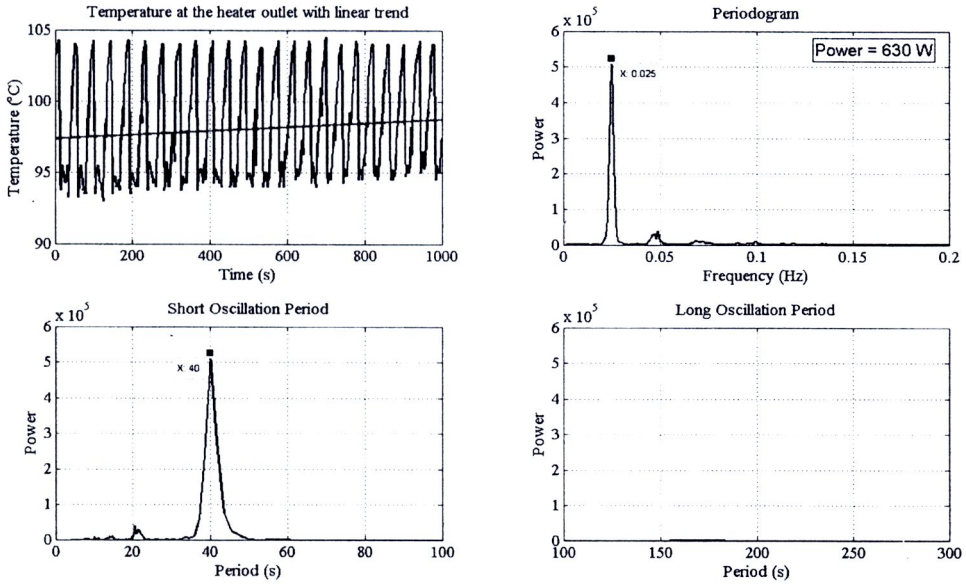 Temperature at the heater outlet with linear trend
105
100
95
90
Temperature (°C)
0 200 400 600 800 1000
Time (s)
Periodogram
x 10^5
6
5
4
3
2
1
0
Power
Power = 630 W
X: 0.025
0 0.05 0.1 0.15 0.2
Frequency (Hz)
Short Oscillation Period
x 10^5
6
5
4
3
2
1
0
Power
X: 40
0 20 40 60 80 100
Period (s)
Long Oscillation Period
x 10^5
6
5
4
3
2
1
0
Power
100 150 200 250 300
Period (s)